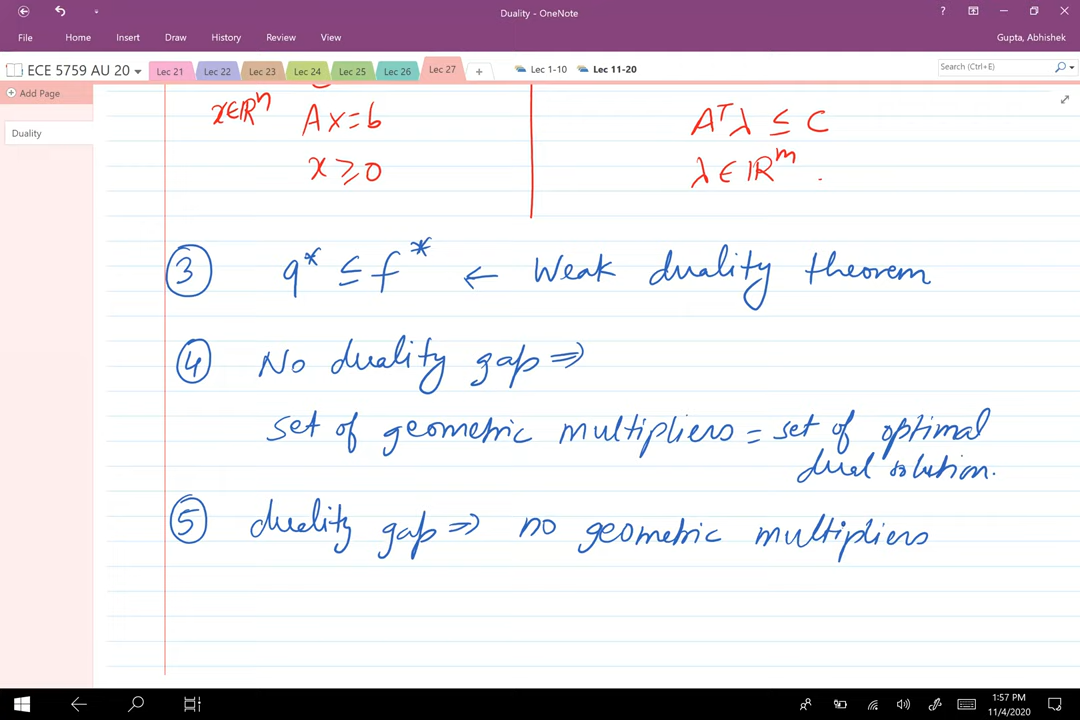 Duality - OneNote
?
File Home Insert Draw History Review View
Gupta, Abhishek
ECE 5759 AU 20
Lec 21 Lec 22 Lec 23 Lec 24 Lec 25 Lec 26 Lec 27 + Lec 1-10 Lec 11-20
Search (Ctrl+E)
Add Page
Duality
x∈ℝⁿ Ax=b
x≥0
Aᵀλ ≤ C
λ∈ℝᵐ.
③ q* ≤ f* ← Weak duality theorem
④ No duality gap ⇒
set of geometric multipliers = set of optimal
dual solution.
⑤ duality gap ⇒ no geometric multipliers
1:57 PM
11/4/2020